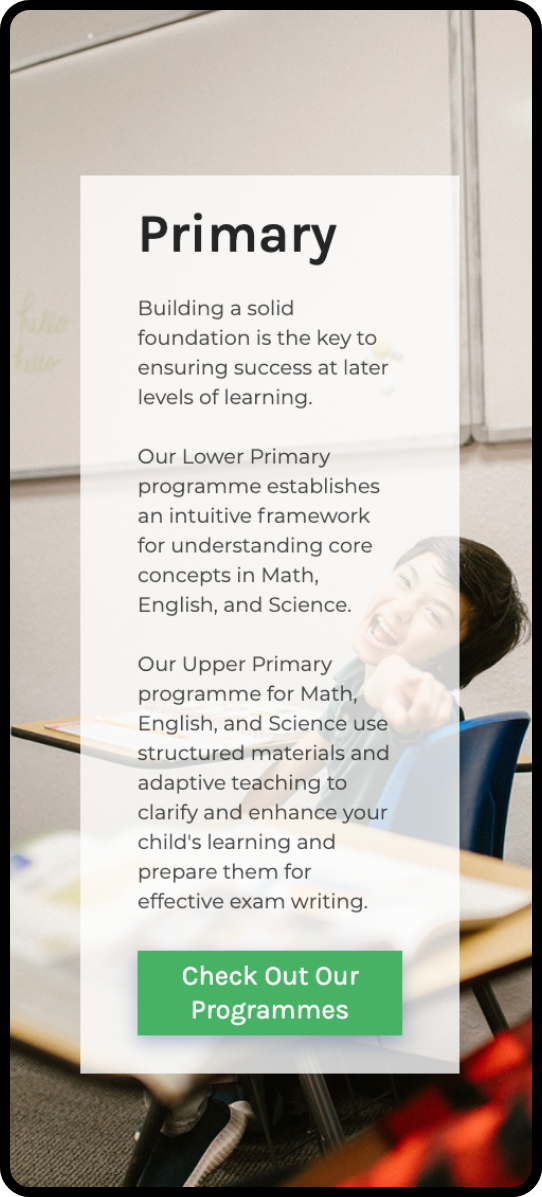 Primary
Building a solid
foundation is the key to
ensuring success at later
levels of learning.
Our Lower Primary
programme establishes
an intuitive framework
for understanding core
concepts in Math,
English, and Science.
Our Upper Primary
programme for Math,
English, and Science use
structured materials and
adaptive teaching to
clarify and enhance your
child's learning and
prepare them for
effective exam writing.
Check Out Our
Programmes
hello
hello